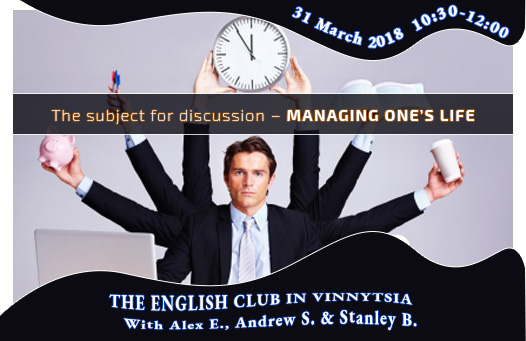 31 March 2018 10:30-12:00
The subject for discussion – MANAGING ONE'S LIFE
THE ENGLISH CLUB IN VINNYTSIA
With Alex E., Andrew S. & Stanley B.